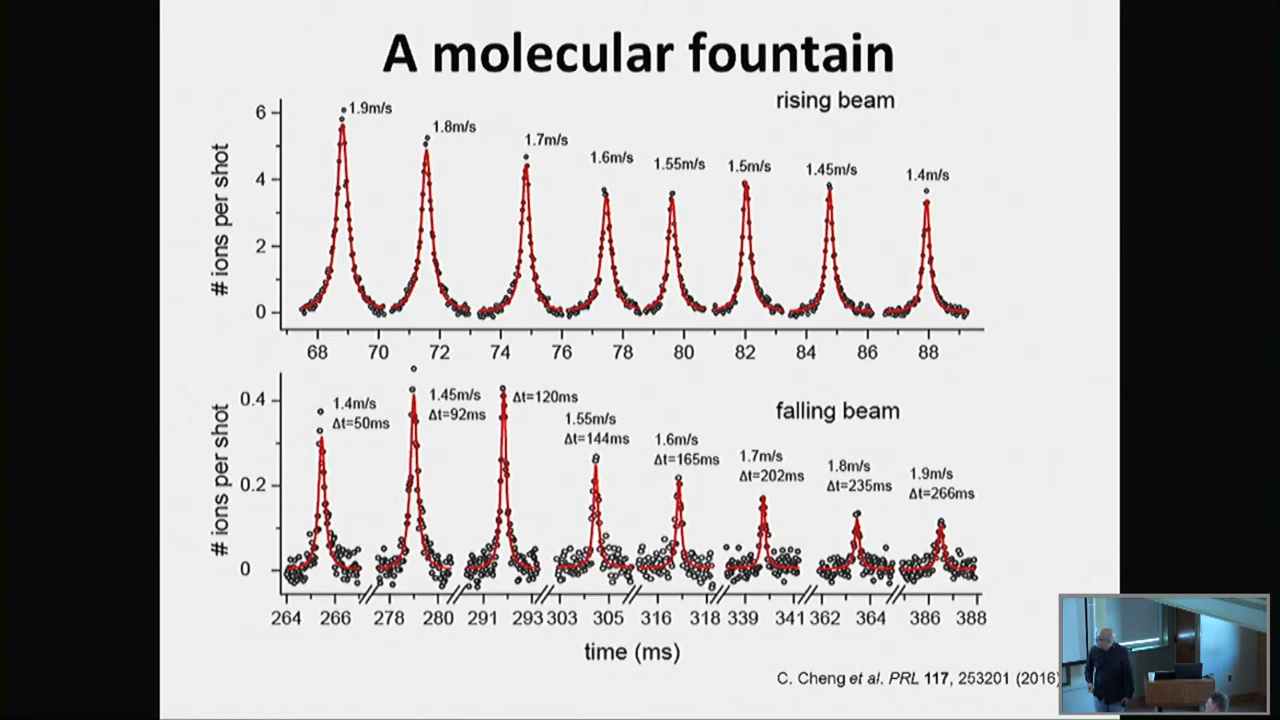 A molecular fountain
rising beam
# ions per shot
6
4
2
0
1.9m/s
1.8m/s
1.7m/s
1.6m/s
1.55m/s
1.5m/s
1.45m/s
1.4m/s
68 70 72 74 76 78 80 82 84 86 88
falling beam
# ions per shot
0.4
0.2
0
1.4m/s
Δt=50ms
1.45m/s
Δt=92ms
Δt=120ms
1.55m/s
Δt=144ms
1.6m/s
Δt=165ms
1.7m/s
Δt=202ms
1.8m/s
Δt=235ms
1.9m/s
Δt=266ms
264 266 278 280 291 293 303 305 316 318 339 341 362 364 386 388
time (ms)
C. Cheng et al. PRL 117, 253201 (2016)